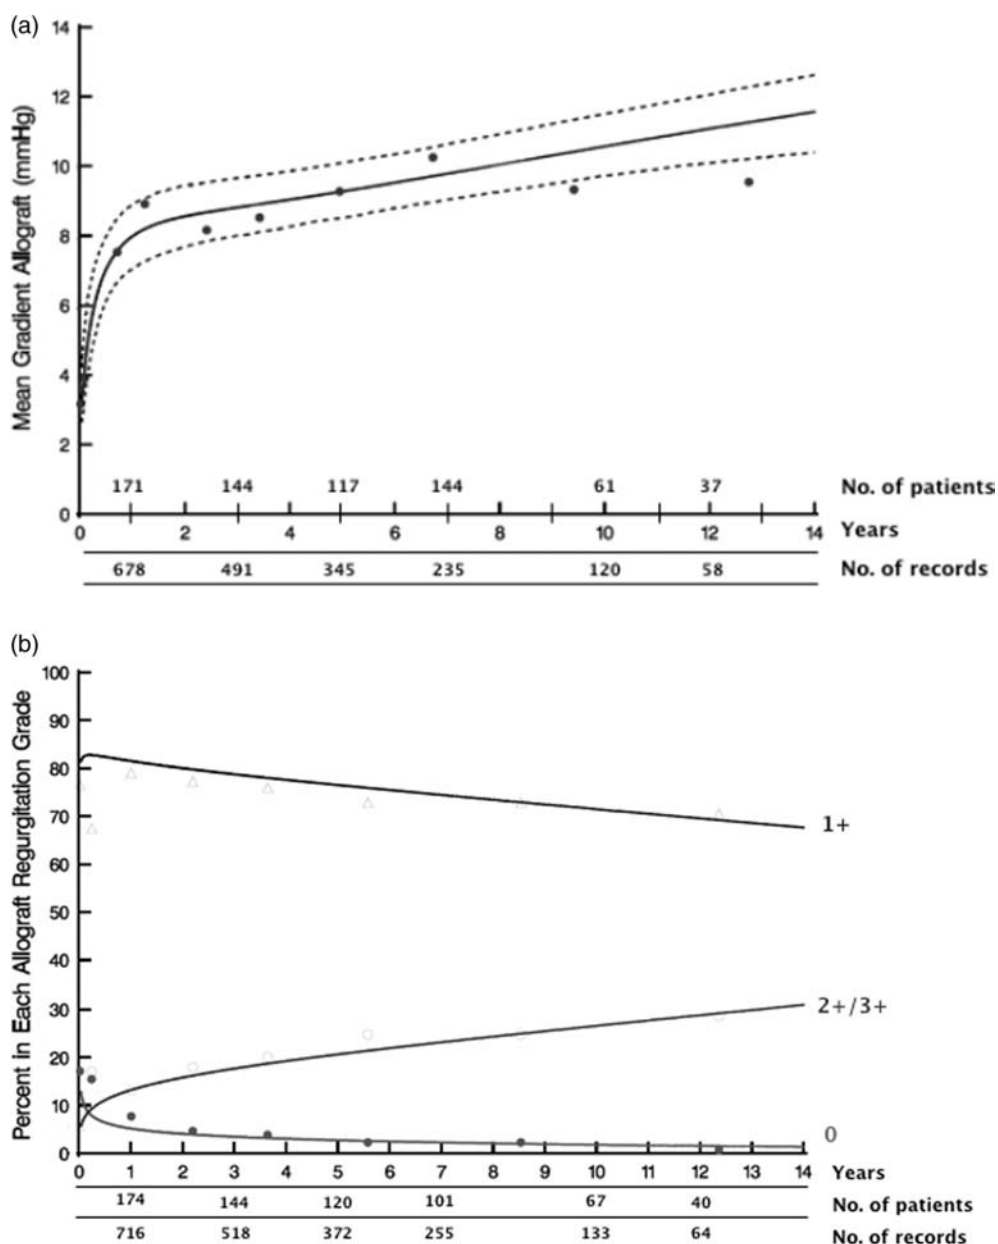 (a)
Mean Gradient Allograft (mmHg)
14
12
10
8
6
4
2
0
171 144 117 144 61 37 No. of patients
0 2 4 6 8 10 12 14 Years
678 491 345 235 120 58 No. of records
(b)
Percent in Each Allograft Regurgitation Grade
100
90
80
70
60
50
40
30
20
10
0
1+
2+/3+
0
0 1 2 3 4 5 6 7 8 9 10 11 12 13 14 Years
174 144 120 101 67 40 No. of patients
716 518 372 255 133 64 No. of records